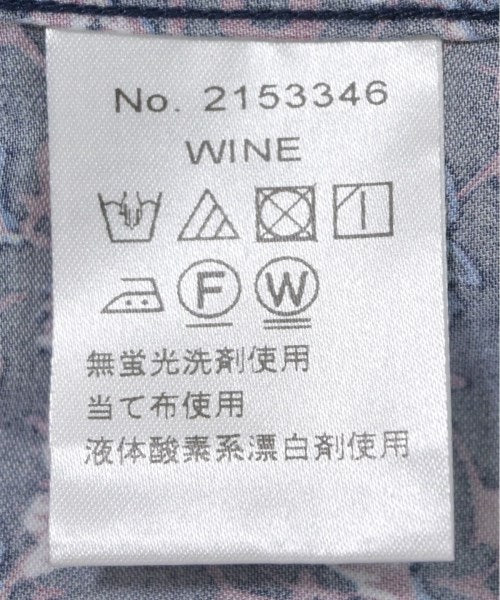 No. 2153346
WINE
F W
無蛍光洗剤使用
当て布使用
液体酸素系漂白剤使用